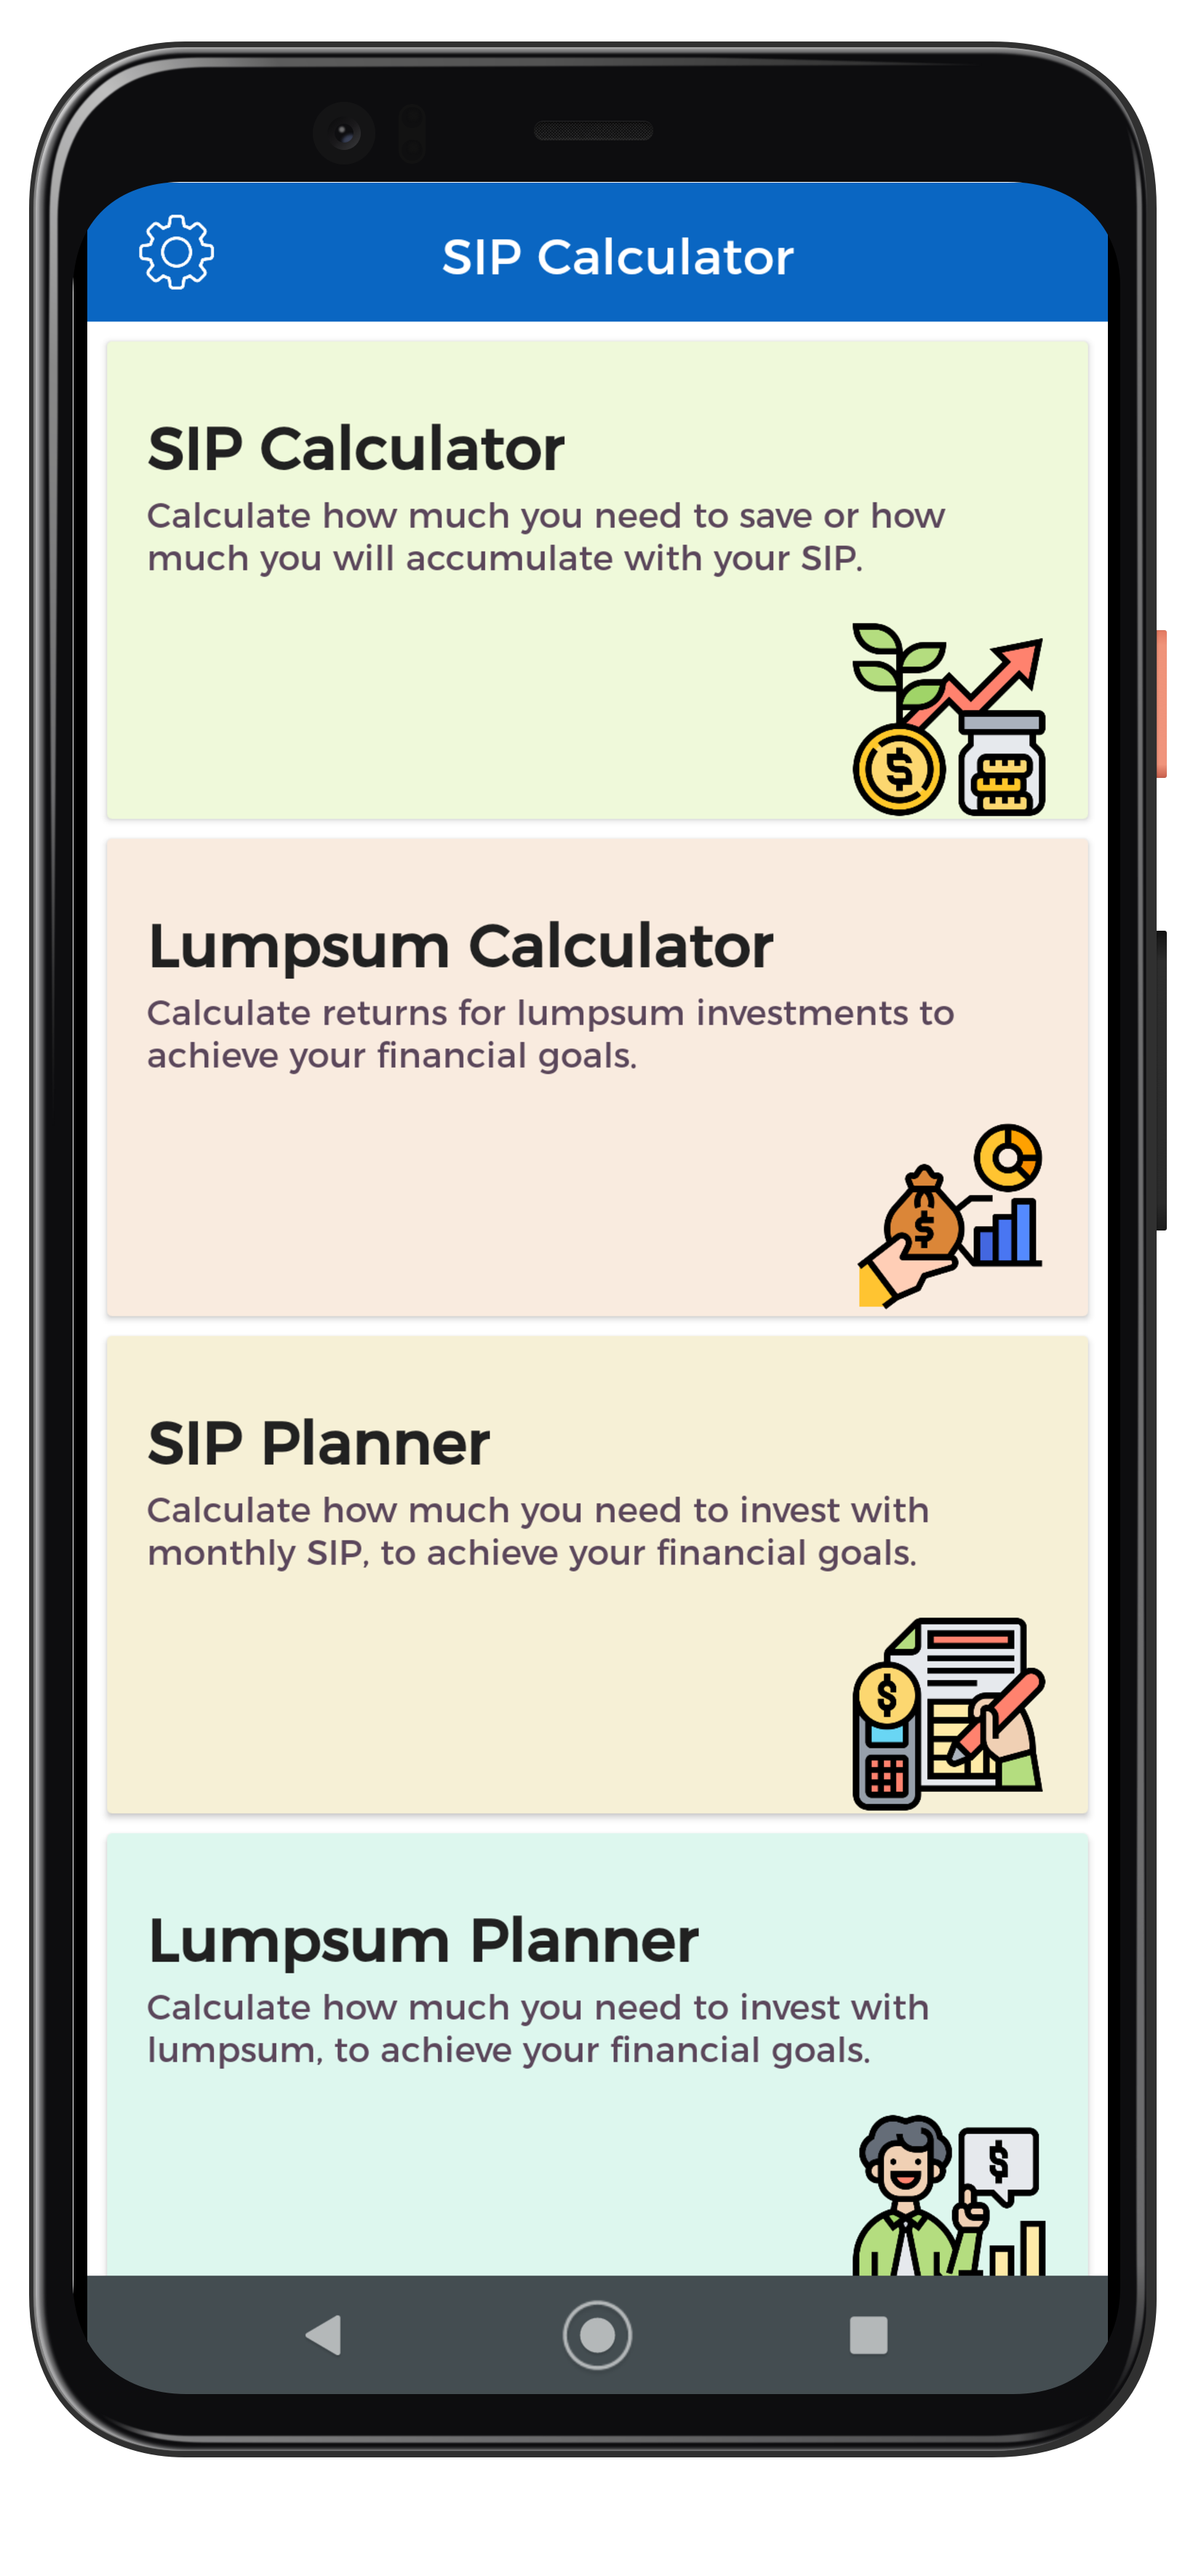 SIP Calculator
SIP Calculator
Calculate how much you need to save or how
much you will accumulate with your SIP.
$
Lumpsum Calculator
Calculate returns for lumpsum investments to
achieve your financial goals.
$
SIP Planner
Calculate how much you need to invest with
monthly SIP, to achieve your financial goals.
$
Lumpsum Planner
Calculate how much you need to invest with
lumpsum, to achieve your financial goals.
$